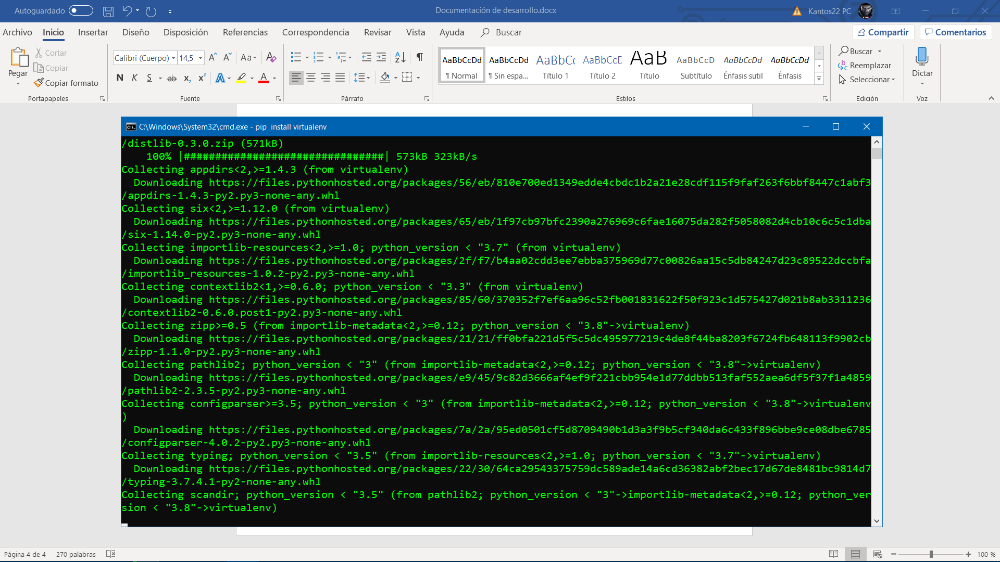 Autoguardado
Documentación de desarrollo.docx
Kantos22 PC
Archivo Inicio Insertar Diseño Disposición Referencias Correspondencia Revisar Vista Ayuda Buscar Compartir Comentarios
Pegar
Cortar
Copiar
Copiar formato
Portapapeles
Calibri (Cuerpo) 14,5
N K S ab x₂ x²
Fuente
Párrafo
AaBbCcDd AaBbCcDd AaBbCc AaBbCcD AaB AaBbCcD AaBbCcDd AaBbCcDd
¶ Normal ¶ Sin espa... Título 1 Título 2 Título Subtítulo Énfasis sutil Énfasis
Estilos
Buscar
Reemplazar
Seleccionar
Edición
Dictar
Voz
C:\Windows\System32\cmd.exe - pip  install virtualenv
/distlib-0.3.0.zip (571kB)
    100% |################################| 573kB 323kB/s
Collecting appdirs<2,>=1.4.3 (from virtualenv)
  Downloading https://files.pythonhosted.org/packages/56/eb/810e700ed1349edde4cbdc1b2a21e28cdf115f9faf263f6bbf8447c1abf3
/appdirs-1.4.3-py2.py3-none-any.whl
Collecting six<2,>=1.12.0 (from virtualenv)
  Downloading https://files.pythonhosted.org/packages/65/eb/1f97cb97bfc2390a276969c6fae16075da282f5058082d4cb10c6c5c1dba
/six-1.14.0-py2.py3-none-any.whl
Collecting importlib-resources<2,>=1.0; python_version < "3.7" (from virtualenv)
  Downloading https://files.pythonhosted.org/packages/2f/f7/b4aa02cdd3ee7ebba375969d77c00826aa15c5db84247d23c89522dccbfa
/importlib_resources-1.0.2-py2.py3-none-any.whl
Collecting contextlib2<1,>=0.6.0; python_version < "3.3" (from virtualenv)
  Downloading https://files.pythonhosted.org/packages/85/60/370352f7ef6aa96c52fb001831622f50f923c1d575427d021b8ab3311236
/contextlib2-0.6.0.post1-py2.py3-none-any.whl
Collecting zipp>=0.5 (from importlib-metadata<2,>=0.12; python_version < "3.8"->virtualenv)
  Downloading https://files.pythonhosted.org/packages/21/21/ff0bfa221d5f5c5dc495977219c4de8f44ba8203f6724fb648113f9902cb
/zipp-1.1.0-py2.py3-none-any.whl
Collecting pathlib2; python_version < "3" (from importlib-metadata<2,>=0.12; python_version < "3.8"->virtualenv)
  Downloading https://files.pythonhosted.org/packages/e9/45/9c82d3666af4ef9f221cbb954e1d77ddbb513faf552aea6df5f37f1a4859
/pathlib2-2.3.5-py2.py3-none-any.whl
Collecting configparser>=3.5; python_version < "3" (from importlib-metadata<2,>=0.12; python_version < "3.8"->virtualenv
)
  Downloading https://files.pythonhosted.org/packages/7a/2a/95ed0501cf5d8709490b1d3a3f9b5cf340da6c433f896bbe9ce08dbe6785
/configparser-4.0.2-py2.py3-none-any.whl
Collecting typing; python_version < "3.5" (from importlib-resources<2,>=1.0; python_version < "3.7"->virtualenv)
  Downloading https://files.pythonhosted.org/packages/22/30/64ca29543375759dc589ade14a6cd36382abf2bec17d67de8481bc9814d7
/typing-3.7.4.1-py2-none-any.whl
Collecting scandir; python_version < "3.5" (from pathlib2; python_version < "3"->importlib-metadata<2,>=0.12; python_ver
sion < "3.8"->virtualenv)
Página 4 de 4 270 palabras
100 %